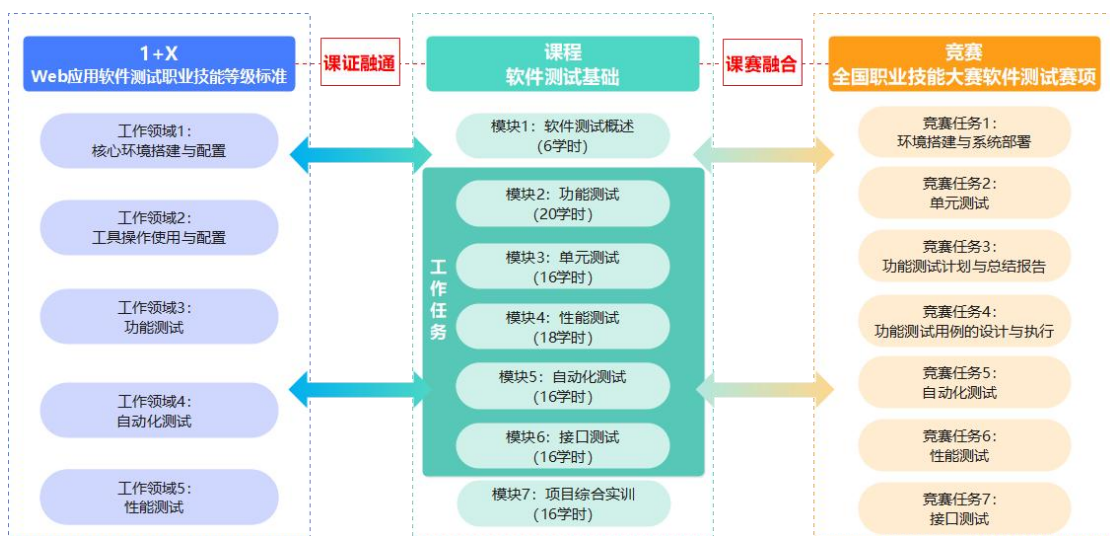 1+X
Web应用软件测试职业技能等级标准
工作领域1：
核心环境搭建与配置
工作领域2：
工具操作使用与配置
工作领域3：
功能测试
工作领域4：
自动化测试
工作领域5：
性能测试
课证融通
课程
软件测试基础
模块1：软件测试概述
(6学时)
工作任务
模块2：功能测试
(20学时)
模块3：单元测试
(16学时)
模块4：性能测试
(18学时)
模块5：自动化测试
(16学时)
模块6：接口测试
(16学时)
模块7：项目综合实训
(16学时)
课赛融合
竞赛
全国职业技能大赛软件测试赛项
竞赛任务1：
环境搭建与系统部署
竞赛任务2：
单元测试
竞赛任务3：
功能测试计划与总结报告
竞赛任务4：
功能测试用例的设计与执行
竞赛任务5：
自动化测试
竞赛任务6：
性能测试
竞赛任务7：
接口测试